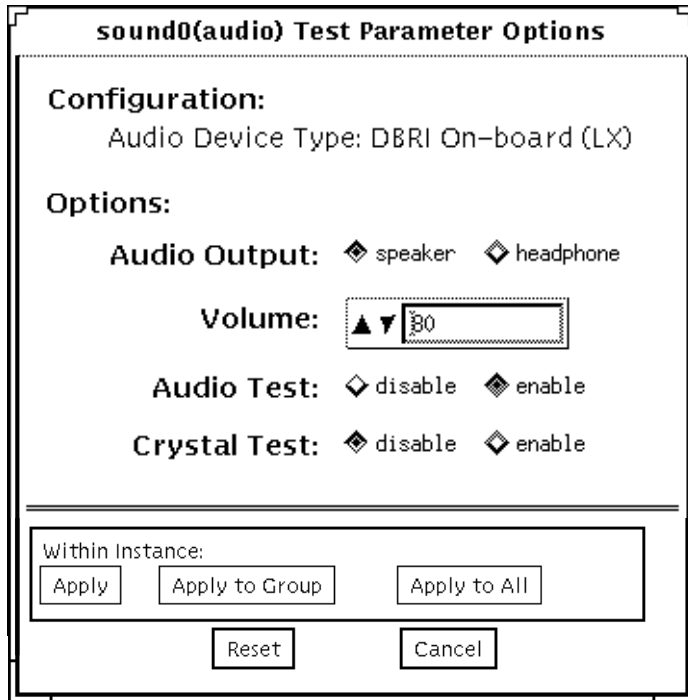 sound0(audio) Test Parameter Options
Configuration:
Audio Device Type: DBRI On-board (LX)
Options:
Audio Output: speaker headphone
Volume: 80
Audio Test: disable enable
Crystal Test: disable enable
Within Instance:
Apply Apply to Group Apply to All
Reset Cancel